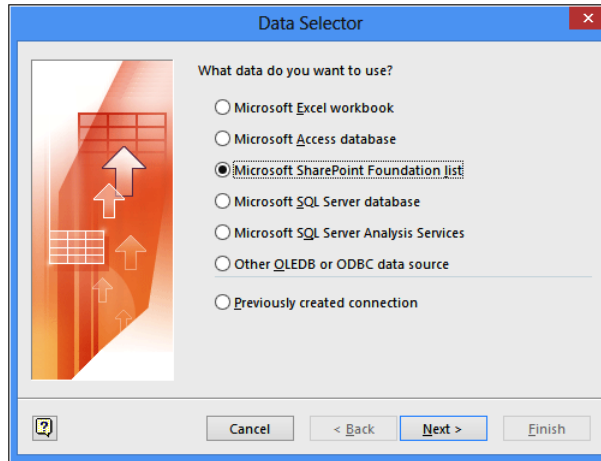 Data Selector
What data do you want to use?
Microsoft Excel workbook
Microsoft Access database
Microsoft SharePoint Foundation list
Microsoft SQL Server database
Microsoft SQL Server Analysis Services
Other OLEDB or ODBC data source
Previously created connection
Cancel < Back Next > Finish